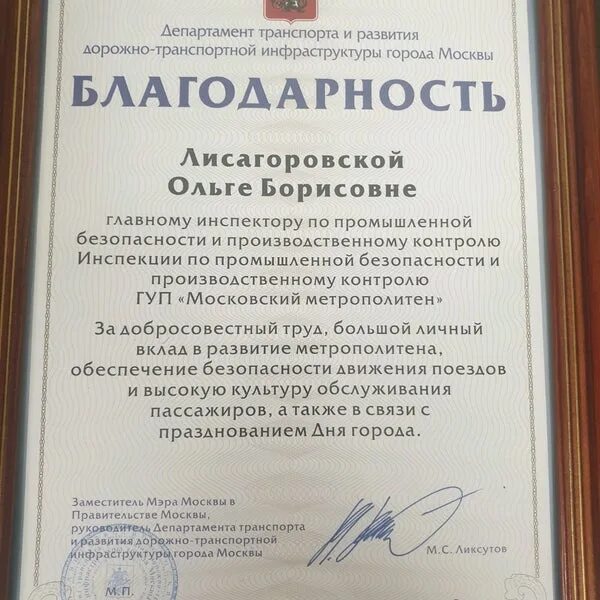 Департамент транспорта и развития
дорожно-транспортной инфраструктуры города Москвы
БЛАГОДАРНОСТЬ
Лисагоровской
Ольге Борисовне
главному инспектору по промышленной
безопасности и производственному контролю
Инспекции по промышленной безопасности и
производственному контролю
ГУП «Московский метрополитен»
За добросовестный труд, большой личный
вклад в развитие метрополитена,
обеспечение безопасности движения поездов
и высокую культуру обслуживания
пассажиров, а также в связи с
празднованием Дня города.
Заместитель Мэра Москвы в
Правительстве Москвы,
руководитель Департамента транспорта
и развития дорожно-транспортной
инфраструктуры города Москвы
М.С. Ликсутов
М.П.